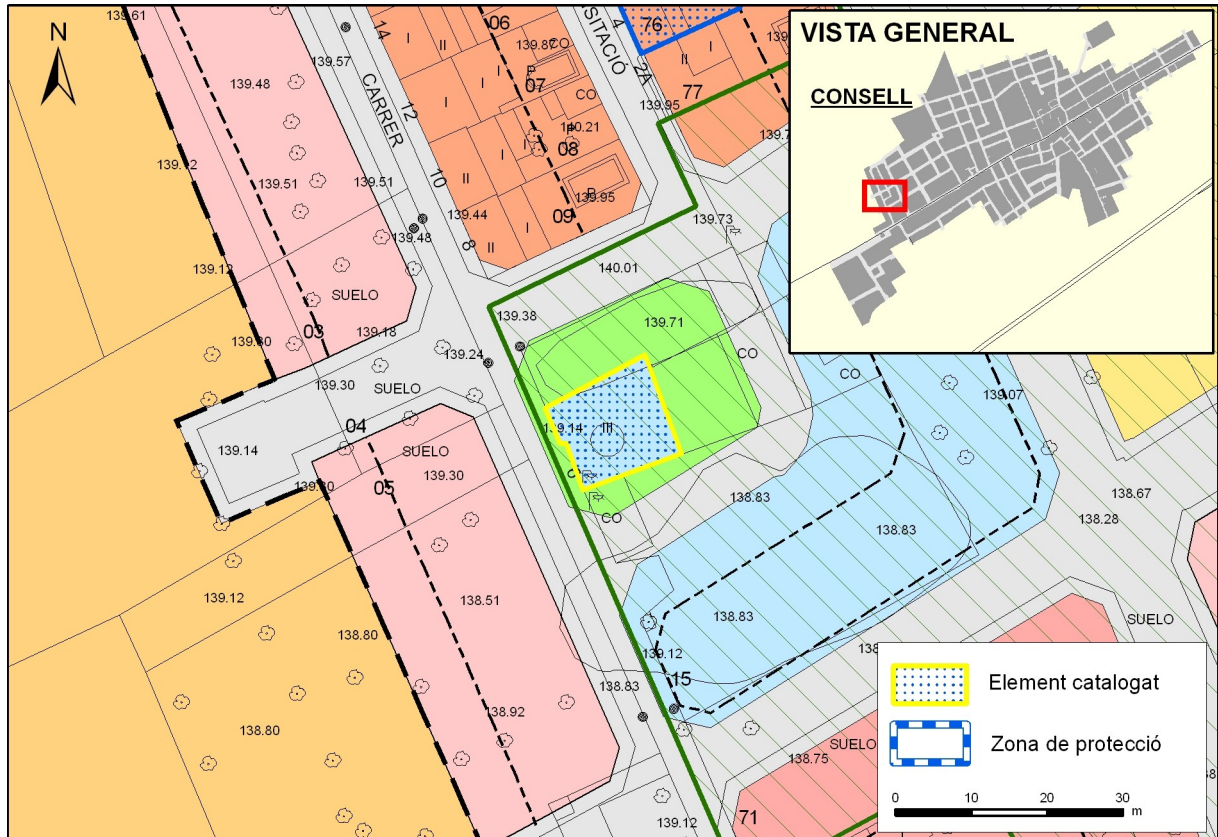 139.61
N
14
06
ISITACIÓ
4
76
VISTA GENERAL
CONSELL
139.48
139.57
I
II
139.87
CO
I
II
2A
P
07
CARRER
12
I
I
CO
77
139.95
139.12
139.51
139.51
I
140.21
P
I
08
II
10
I
P
139.95
139.44
I
09
139.73
139.48
8
II
139.12
SUELO
140.01
03
139.18
139.38
139.71
139.30
139.24
CO
CO
139.30
SUELO
139.07
04
139.14
III
139.14
SUELO
139.30
139.30
05
138.83
138.67
CO
138.83
138.28
139.12
138.51
138.83
138.80
SUELO
139.12
15
138.83
138.92
138.80
SUELO
138.75
71
139.12
Element catalogat
Zona de protecció
0 10 20 30
m